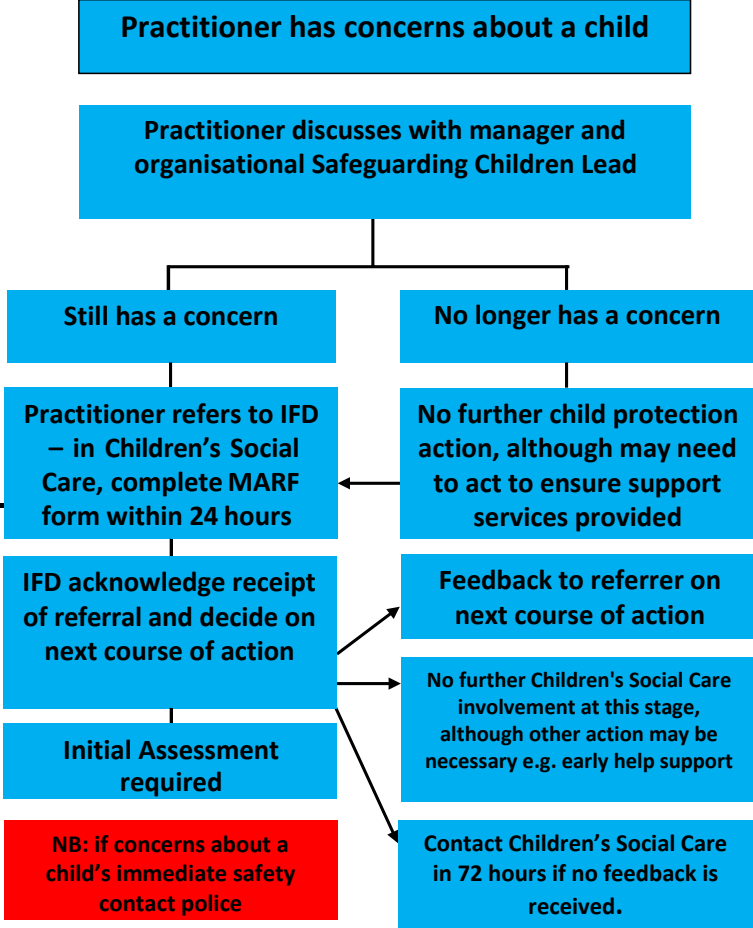 Practitioner has concerns about a child
Practitioner discusses with manager and
organisational Safeguarding Children Lead
Still has a concern
No longer has a concern
Practitioner refers to IFD
– in Children’s Social
Care, complete MARF
form within 24 hours
No further child protection
action, although may need
to act to ensure support
services provided
IFD acknowledge receipt
of referral and decide on
next course of action
Feedback to referrer on
next course of action
No further Children's Social Care
involvement at this stage,
although other action may be
necessary e.g. early help support
Initial Assessment
required
NB: if concerns about a
child’s immediate safety
contact police
Contact Children’s Social Care
in 72 hours if no feedback is
received.